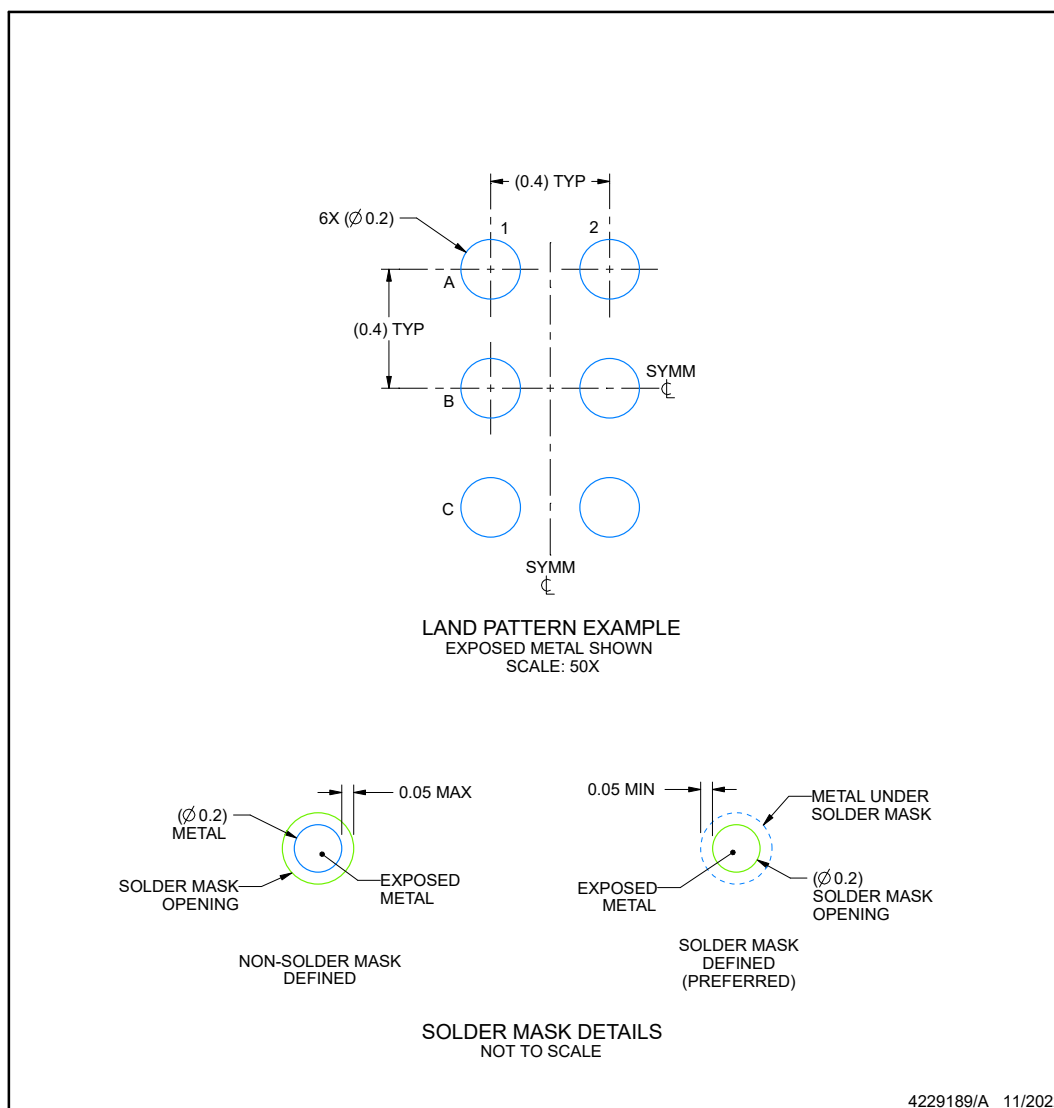 (0.4) TYP
6X (∅ 0.2)
1
2
A
(0.4) TYP
SYMM
℄
B
C
SYMM
℄
LAND PATTERN EXAMPLE
EXPOSED METAL SHOWN
SCALE: 50X
0.05 MAX
(∅ 0.2)
METAL
SOLDER MASK
OPENING
EXPOSED
METAL
NON-SOLDER MASK
DEFINED
0.05 MIN
METAL UNDER
SOLDER MASK
EXPOSED
METAL
(∅ 0.2)
SOLDER MASK
OPENING
SOLDER MASK
DEFINED
(PREFERRED)
SOLDER MASK DETAILS
NOT TO SCALE
4229189/A 11/202